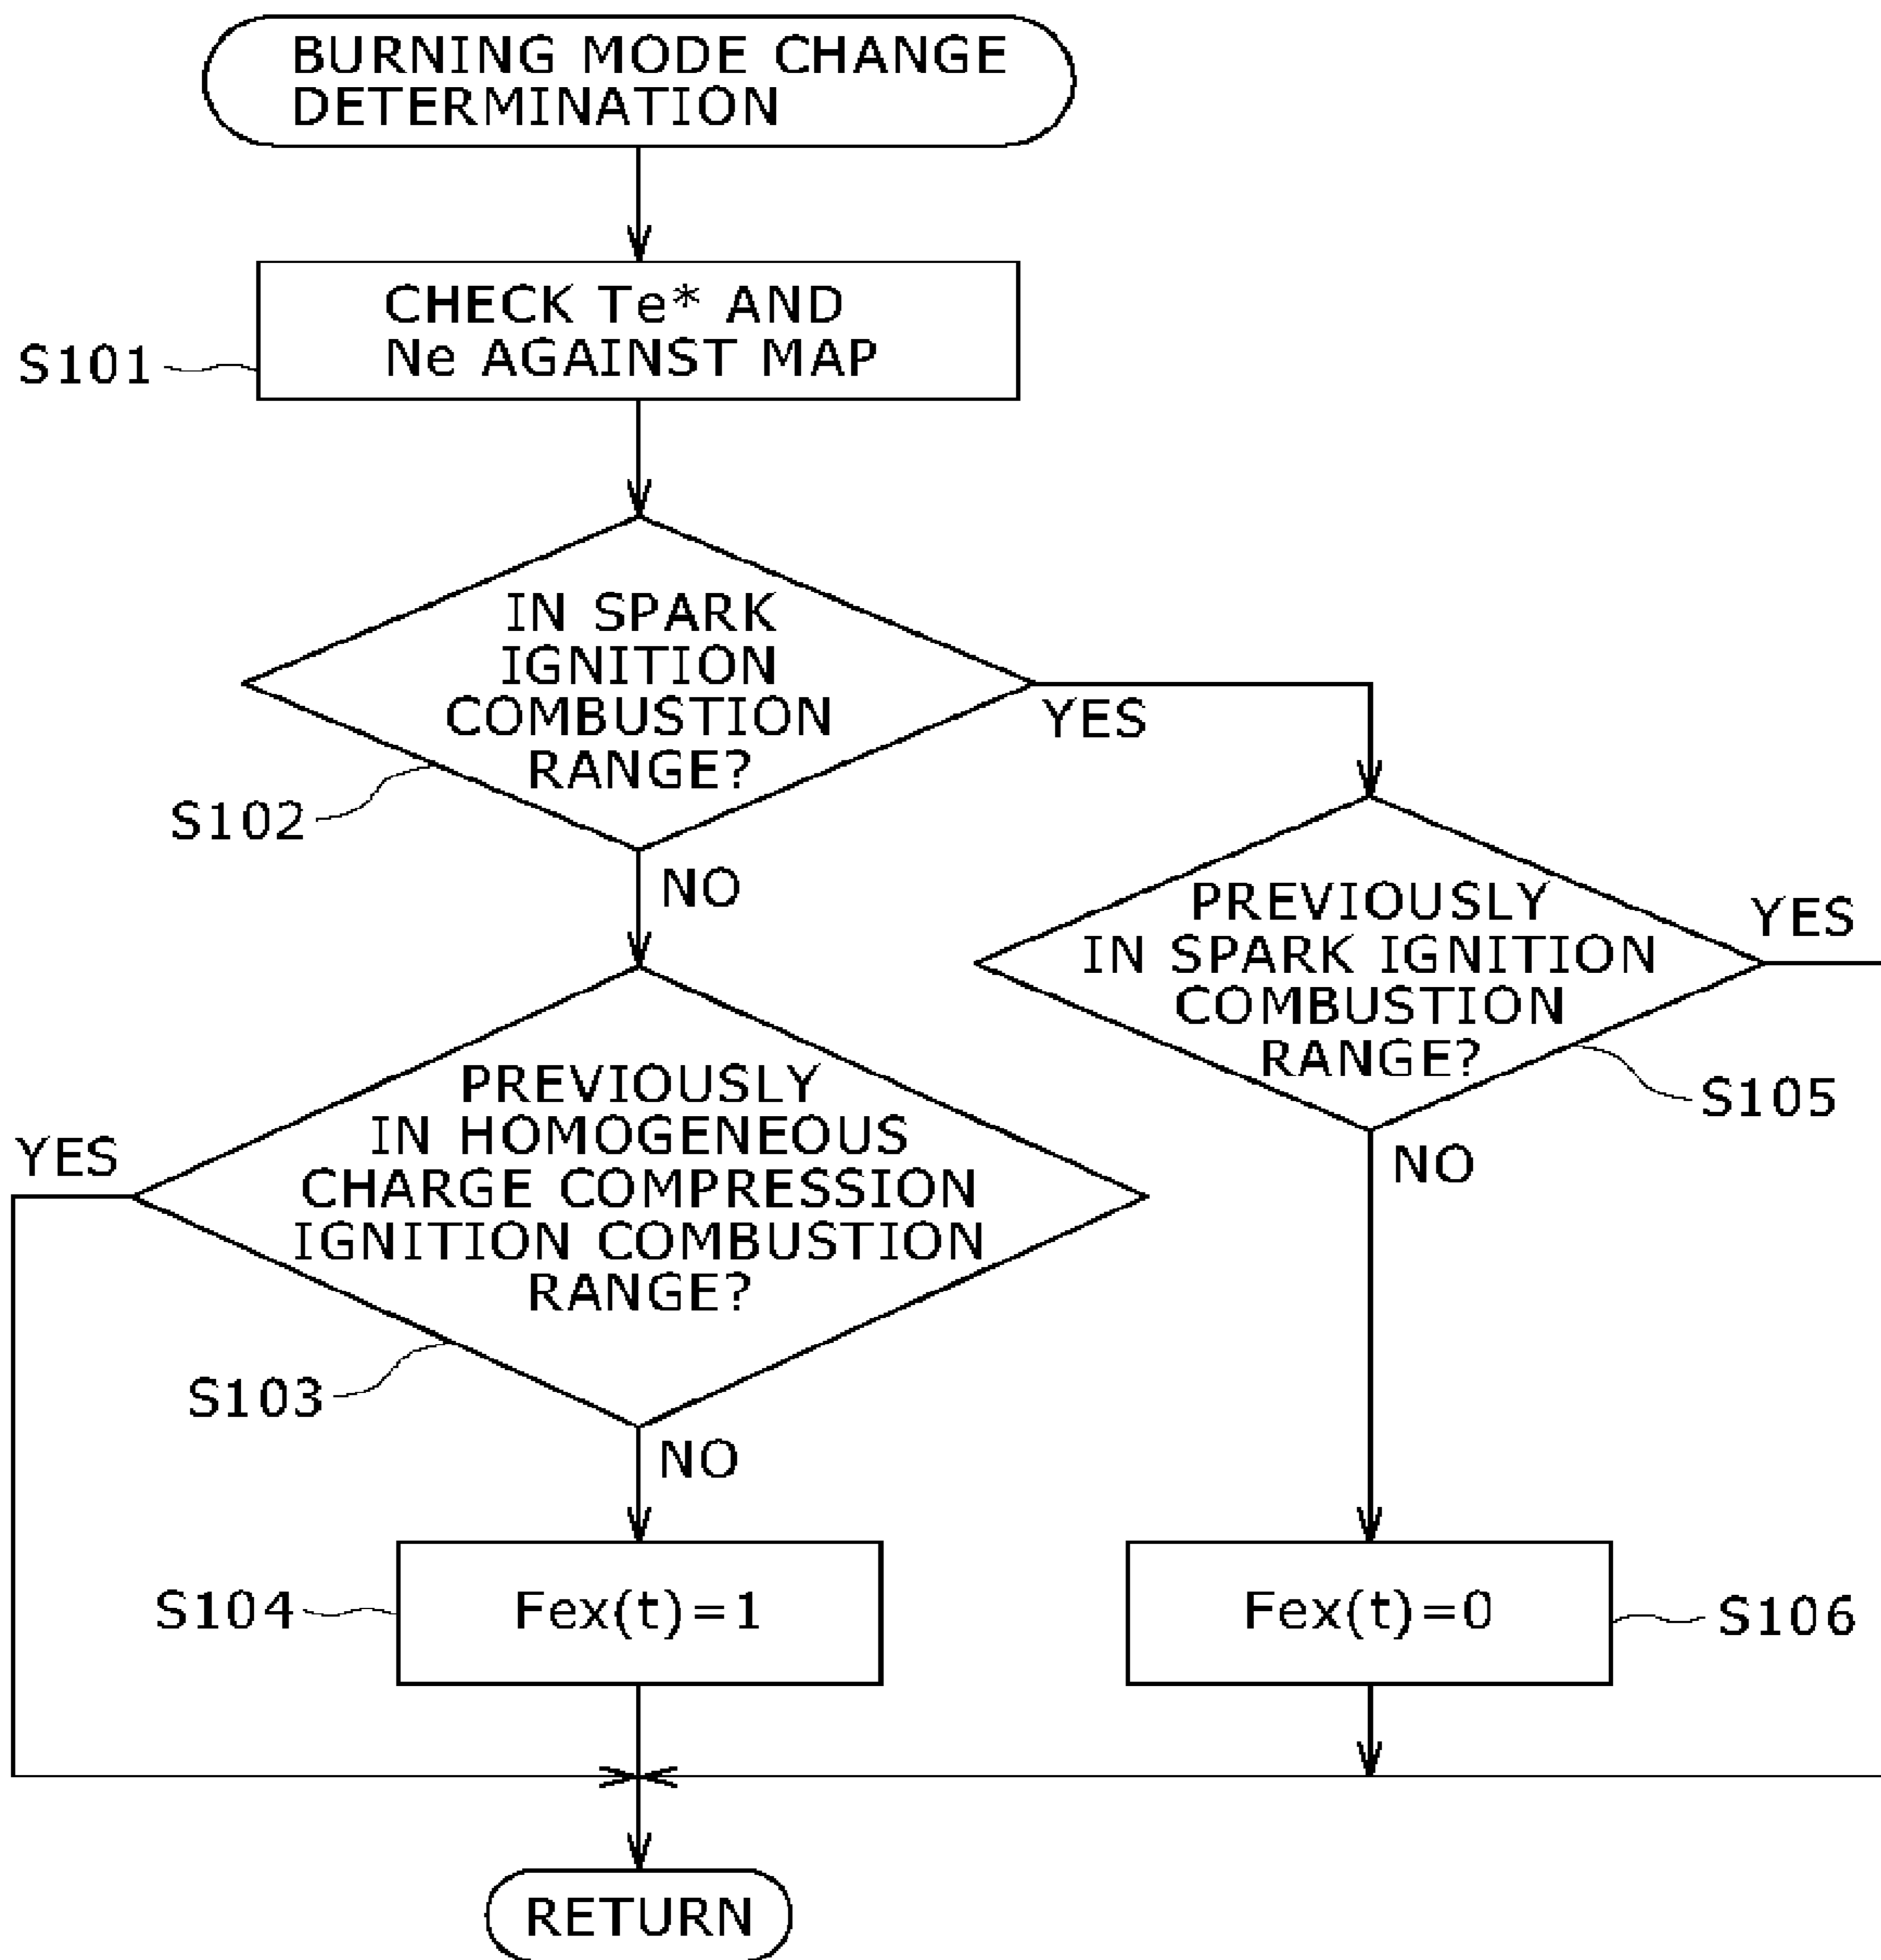 BURNING MODE CHANGE
DETERMINATION
CHECK Te* AND
Ne AGAINST MAP
S101
IN SPARK
IGNITION
COMBUSTION
RANGE?
YES
S102
NO
PREVIOUSLY
IN SPARK IGNITION
COMBUSTION
RANGE?
YES
S105
NO
PREVIOUSLY
IN HOMOGENEOUS
CHARGE COMPRESSION
IGNITION COMBUSTION
RANGE?
YES
S103
NO
S104
Fex(t)=1
Fex(t)=0
S106
RETURN